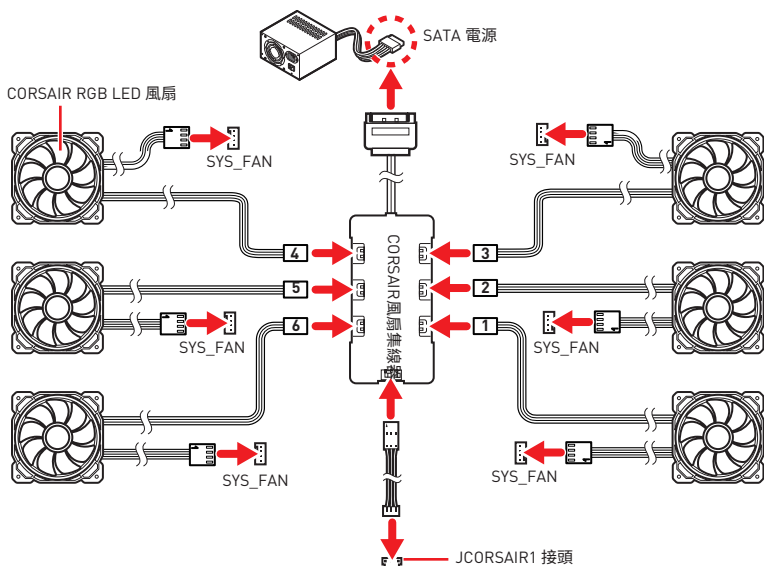 SATA 電源
CORSAIR RGB LED 風扇
SYS_FAN
SYS_FAN
4
3
CORSAIR風扇集線器
5
2
6
1
SYS_FAN
SYS_FAN
SYS_FAN
SYS_FAN
JCORSAIR1 接頭